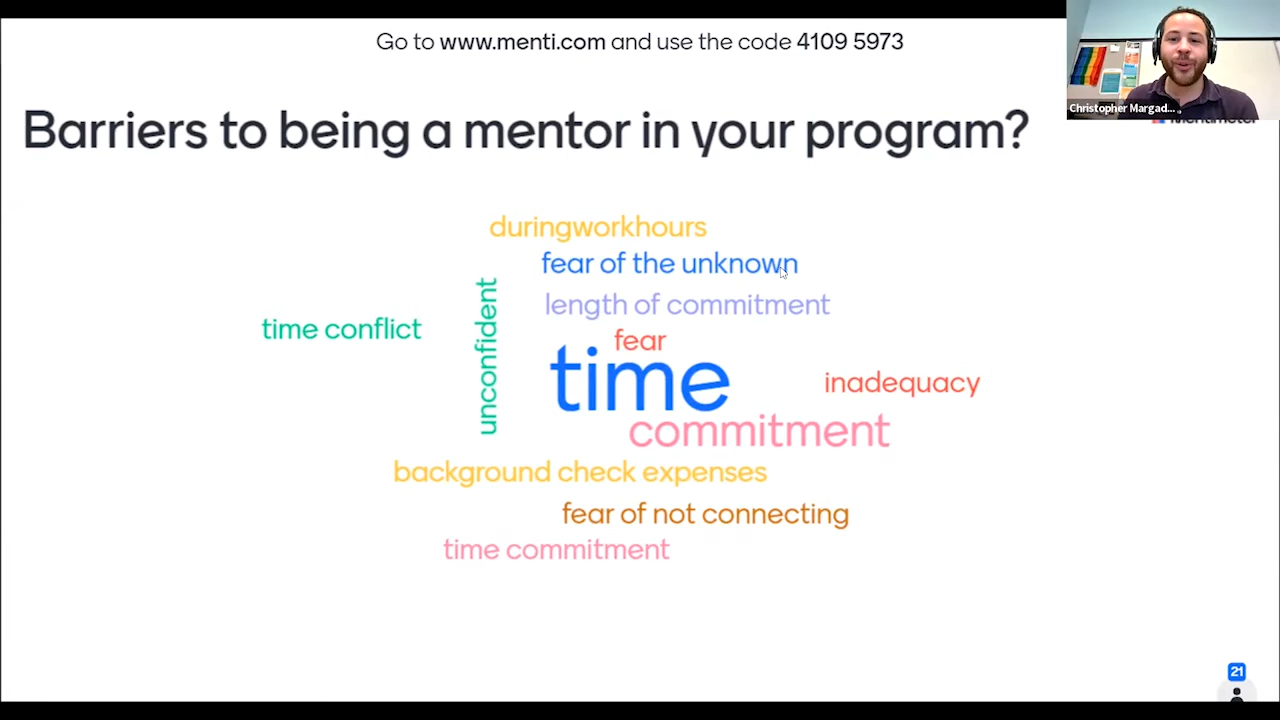 Go to www.menti.com and use the code 4109 5973
Christopher Margad...
Mentimeter
Barriers to being a mentor in your program?
duringworkhours
fear of the unknown
length of commitment
time conflict
unconfident
fear
time
inadequacy
commitment
background check expenses
fear of not connecting
time commitment
21